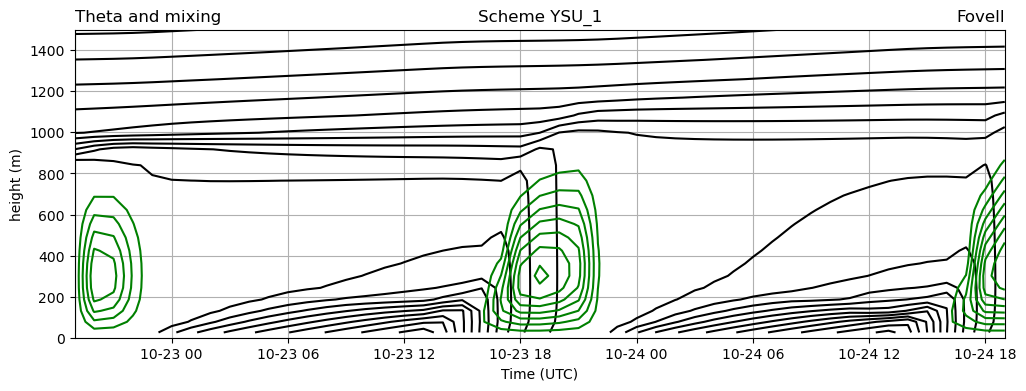 Theta and mixing Scheme YSU_1 Fovell
1400
1200
1000
800
600
400
200
0
height (m)
10-23 00 10-23 06 10-23 12 10-23 18 10-24 00 10-24 06 10-24 12 10-24 18
Time (UTC)